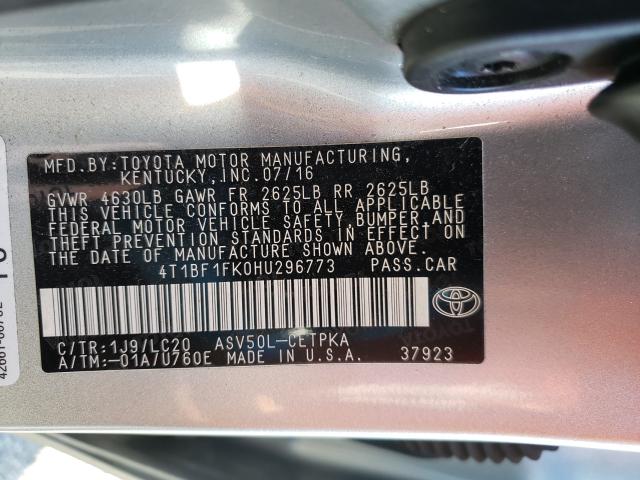 MFD.BY:TOYOTA MOTOR MANUFACTURING,
KENTUCKY, INC. 07/16
GVWR 4630LB GAWR FR 2625LB RR 2625LB
THIS VEHICLE CONFORMS TO ALL APPLICABLE
FEDERAL MOTOR VEHICLE SAFETY, BUMPER AND
THEFT PREVENTION STANDARDS IN EFFECT ON
THE DATE OF MANUFACTURE SHOWN ABOVE.
4T1BF1FK0HU296773 PASS.CAR
C/TR:1J9/LC20 ASV50L-CETPKA
A/TM:-01A/U760E MADE IN U.S.A. 37923